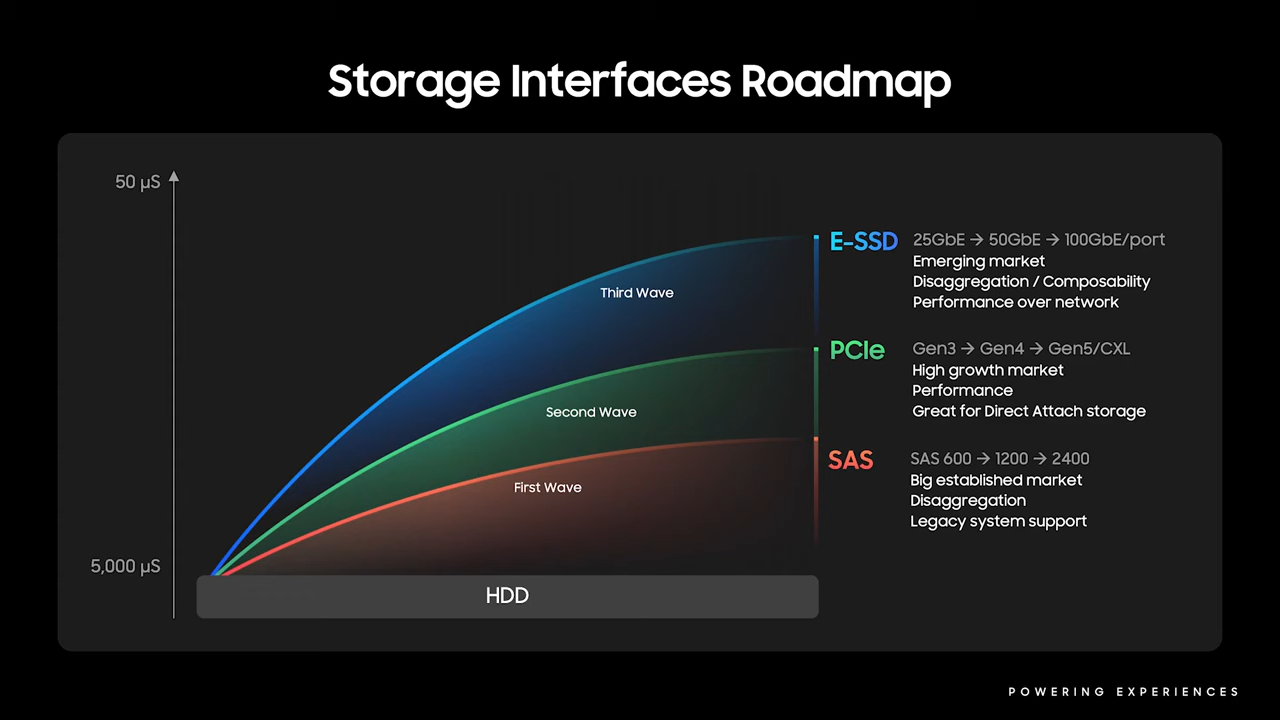 Storage Interfaces Roadmap
50 µS
E-SSD
25GbE → 50GbE → 100GbE/port
Emerging market
Disaggregation / Composability
Performance over network
Third Wave
PCIe
Gen3 → Gen4 → Gen5/CXL
High growth market
Performance
Great for Direct Attach storage
Second Wave
SAS
SAS 600 → 1200 → 2400
Big established market
Disaggregation
Legacy system support
First Wave
5,000 µS
HDD
POWERING EXPERIENCES